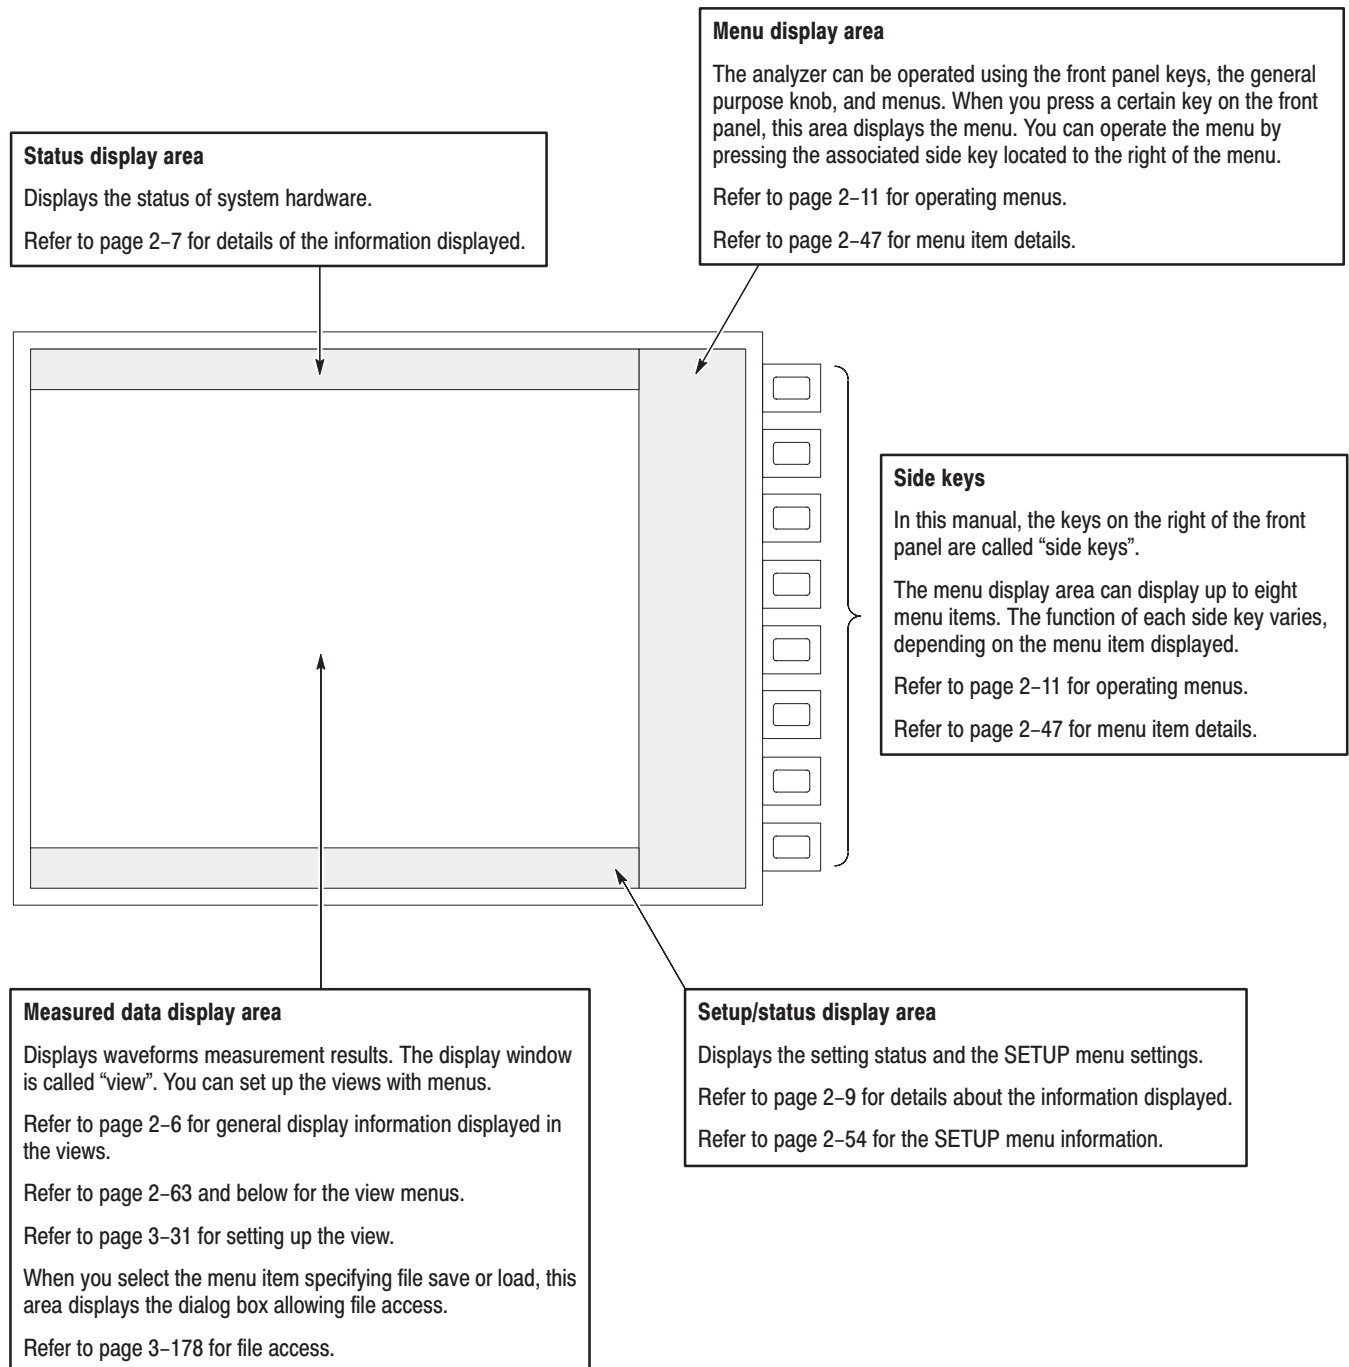 Menu display area
The analyzer can be operated using the front panel keys, the general
purpose knob, and menus. When you press a certain key on the front
panel, this area displays the menu. You can operate the menu by
pressing the associated side key located to the right of the menu.
Refer to page 2–11 for operating menus.
Refer to page 2–47 for menu item details.
Status display area
Displays the status of system hardware.
Refer to page 2–7 for details of the information displayed.
Side keys
In this manual, the keys on the right of the front
panel are called “side keys”.
The menu display area can display up to eight
menu items. The function of each side key varies,
depending on the menu item displayed.
Refer to page 2–11 for operating menus.
Refer to page 2–47 for menu item details.
Measured data display area
Displays waveforms measurement results. The display window
is called “view”. You can set up the views with menus.
Refer to page 2–6 for general display information displayed in
the views.
Refer to page 2–63 and below for the view menus.
Refer to page 3–31 for setting up the view.
When you select the menu item specifying file save or load, this
area displays the dialog box allowing file access.
Refer to page 3–178 for file access.
Setup/status display area
Displays the setting status and the SETUP menu settings.
Refer to page 2–9 for details about the information displayed.
Refer to page 2–54 for the SETUP menu information.